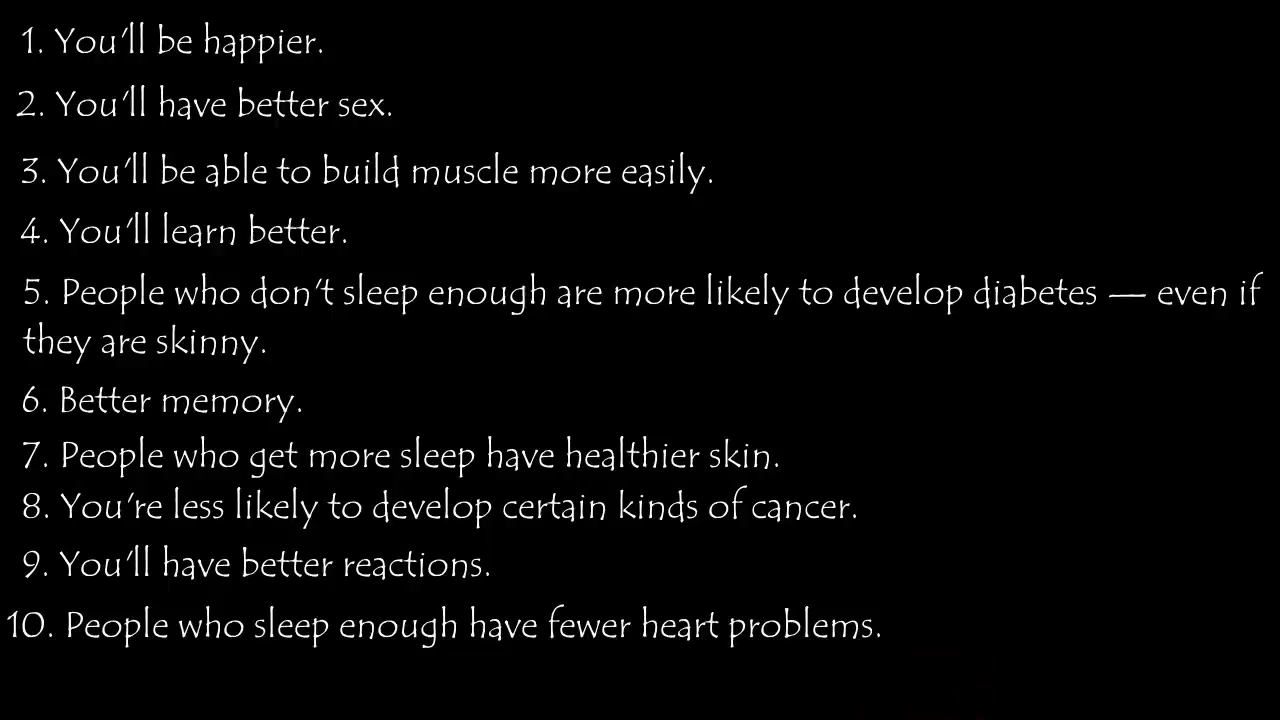 1. You'll be happier.
2. You'll have better sex.
3. You'll be able to build muscle more easily.
4. You'll learn better.
5. People who don't sleep enough are more likely to develop diabetes — even if
they are skinny.
6. Better memory.
7. People who get more sleep have healthier skin.
8. You're less likely to develop certain kinds of cancer.
9. You'll have better reactions.
10. People who sleep enough have fewer heart problems.